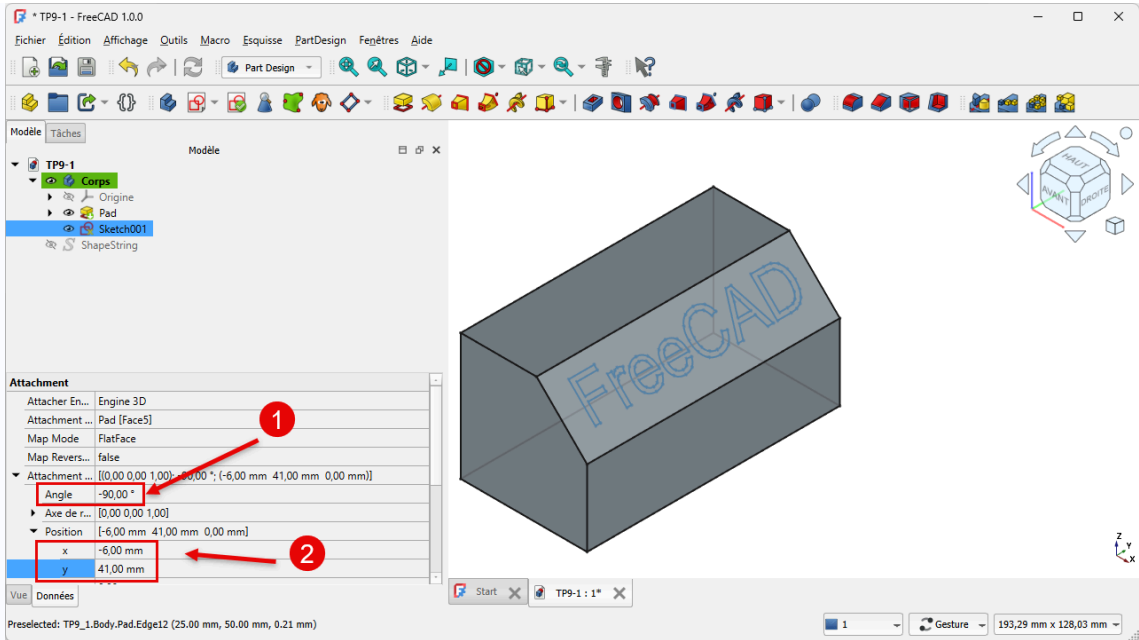 * TP9-1 - FreeCAD 1.0.0
Fichier Édition Affichage Outils Macro Esquisse PartDesign Fenêtres Aide
Part Design
Modèle Tâches
Modèle
TP9-1
Corps
Origine
Pad
Sketch001
ShapeString
HAUT
AVANT DROITE
FreeCAD
Attachment
Attacher En... Engine 3D
Attachment ... Pad [Face5]
Map Mode FlatFace
Map Revers... false
Attachment ... [(0,00 0,00 1,00); -90,00 °; (-6,00 mm 41,00 mm 0,00 mm)]
Angle -90,00 °
Axe de r... [0,00 0,00 1,00]
Position [-6,00 mm 41,00 mm 0,00 mm]
x -6,00 mm
y 41,00 mm
1
2
Z
Y
X
Vue Données
Start TP9-1 : 1*
Preselected: TP9_1.Body.Pad.Edge12 (25.00 mm, 50.00 mm, 0.21 mm)
1 Gesture 193,29 mm x 128,03 mm